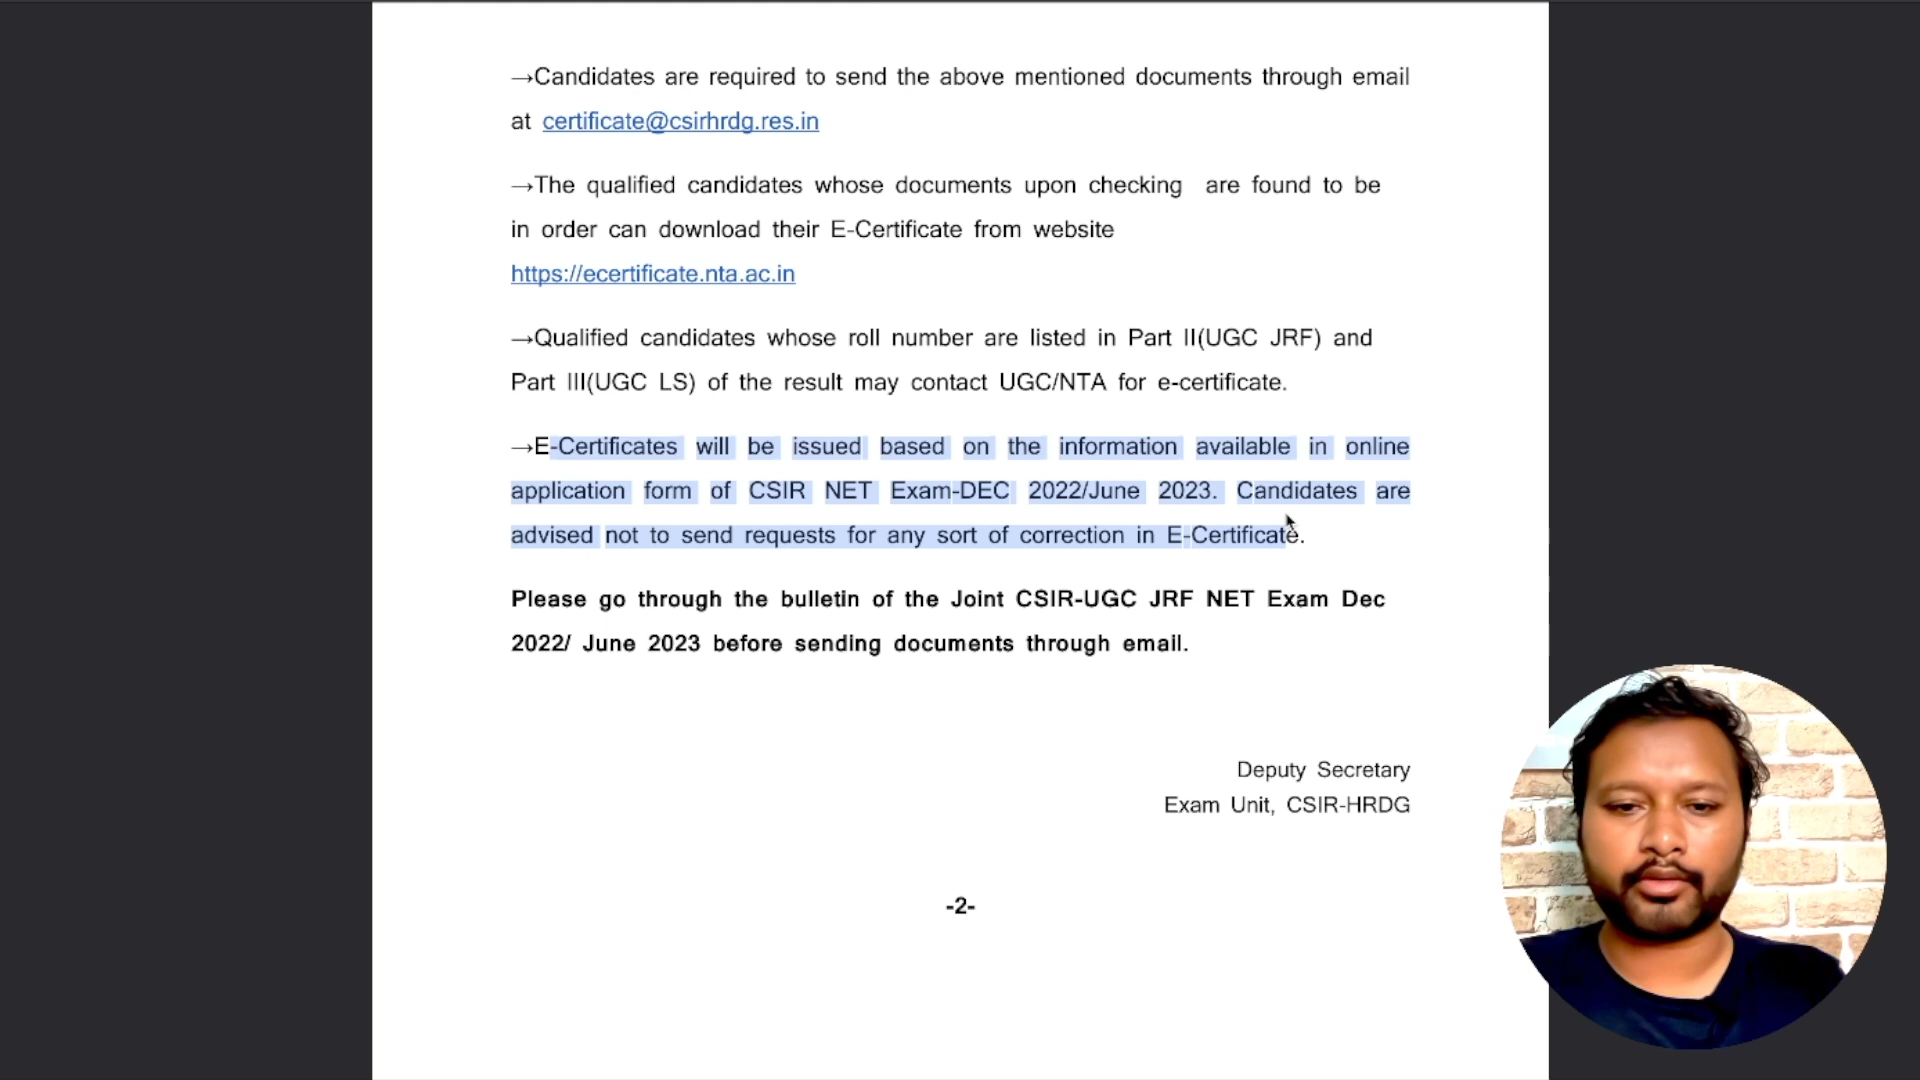 →Candidates are required to send the above mentioned documents through email
at certificate@csirhrdg.res.in
→The qualified candidates whose documents upon checking are found to be
in order can download their E-Certificate from website
https://ecertificate.nta.ac.in
→Qualified candidates whose roll number are listed in Part II(UGC JRF) and
Part III(UGC LS) of the result may contact UGC/NTA for e-certificate.
→E-Certificates will be issued based on the information available in online
application form of CSIR NET Exam-DEC 2022/June 2023. Candidates are
advised not to send requests for any sort of correction in E-Certificate.
Please go through the bulletin of the Joint CSIR-UGC JRF NET Exam Dec
2022/ June 2023 before sending documents through email.
Deputy Secretary
Exam Unit, CSIR-HRDG
-2-